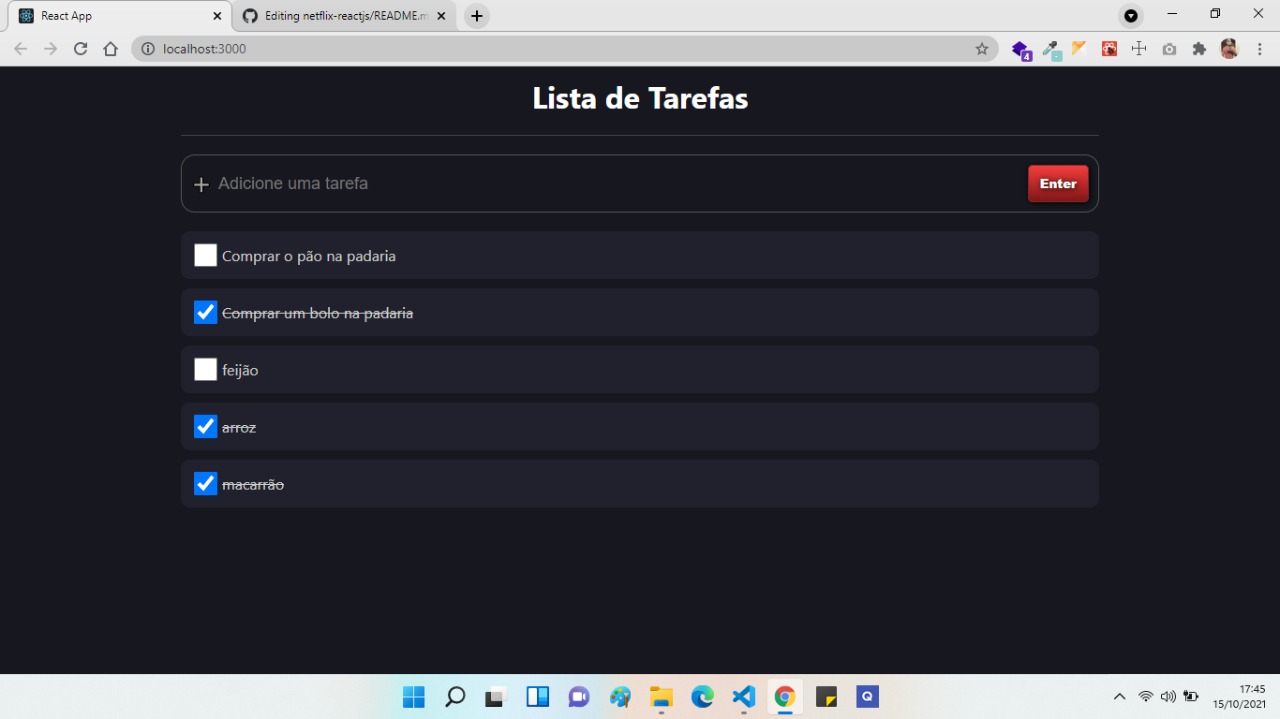 React App
Editing netflix-reactjs/README.m
localhost:3000
4
Lista de Tarefas
Adicione uma tarefa
Enter
Comprar o pão na padaria
Comprar um bolo na padaria
feijão
arroz
macarrão
Q
17:45
15/10/2021